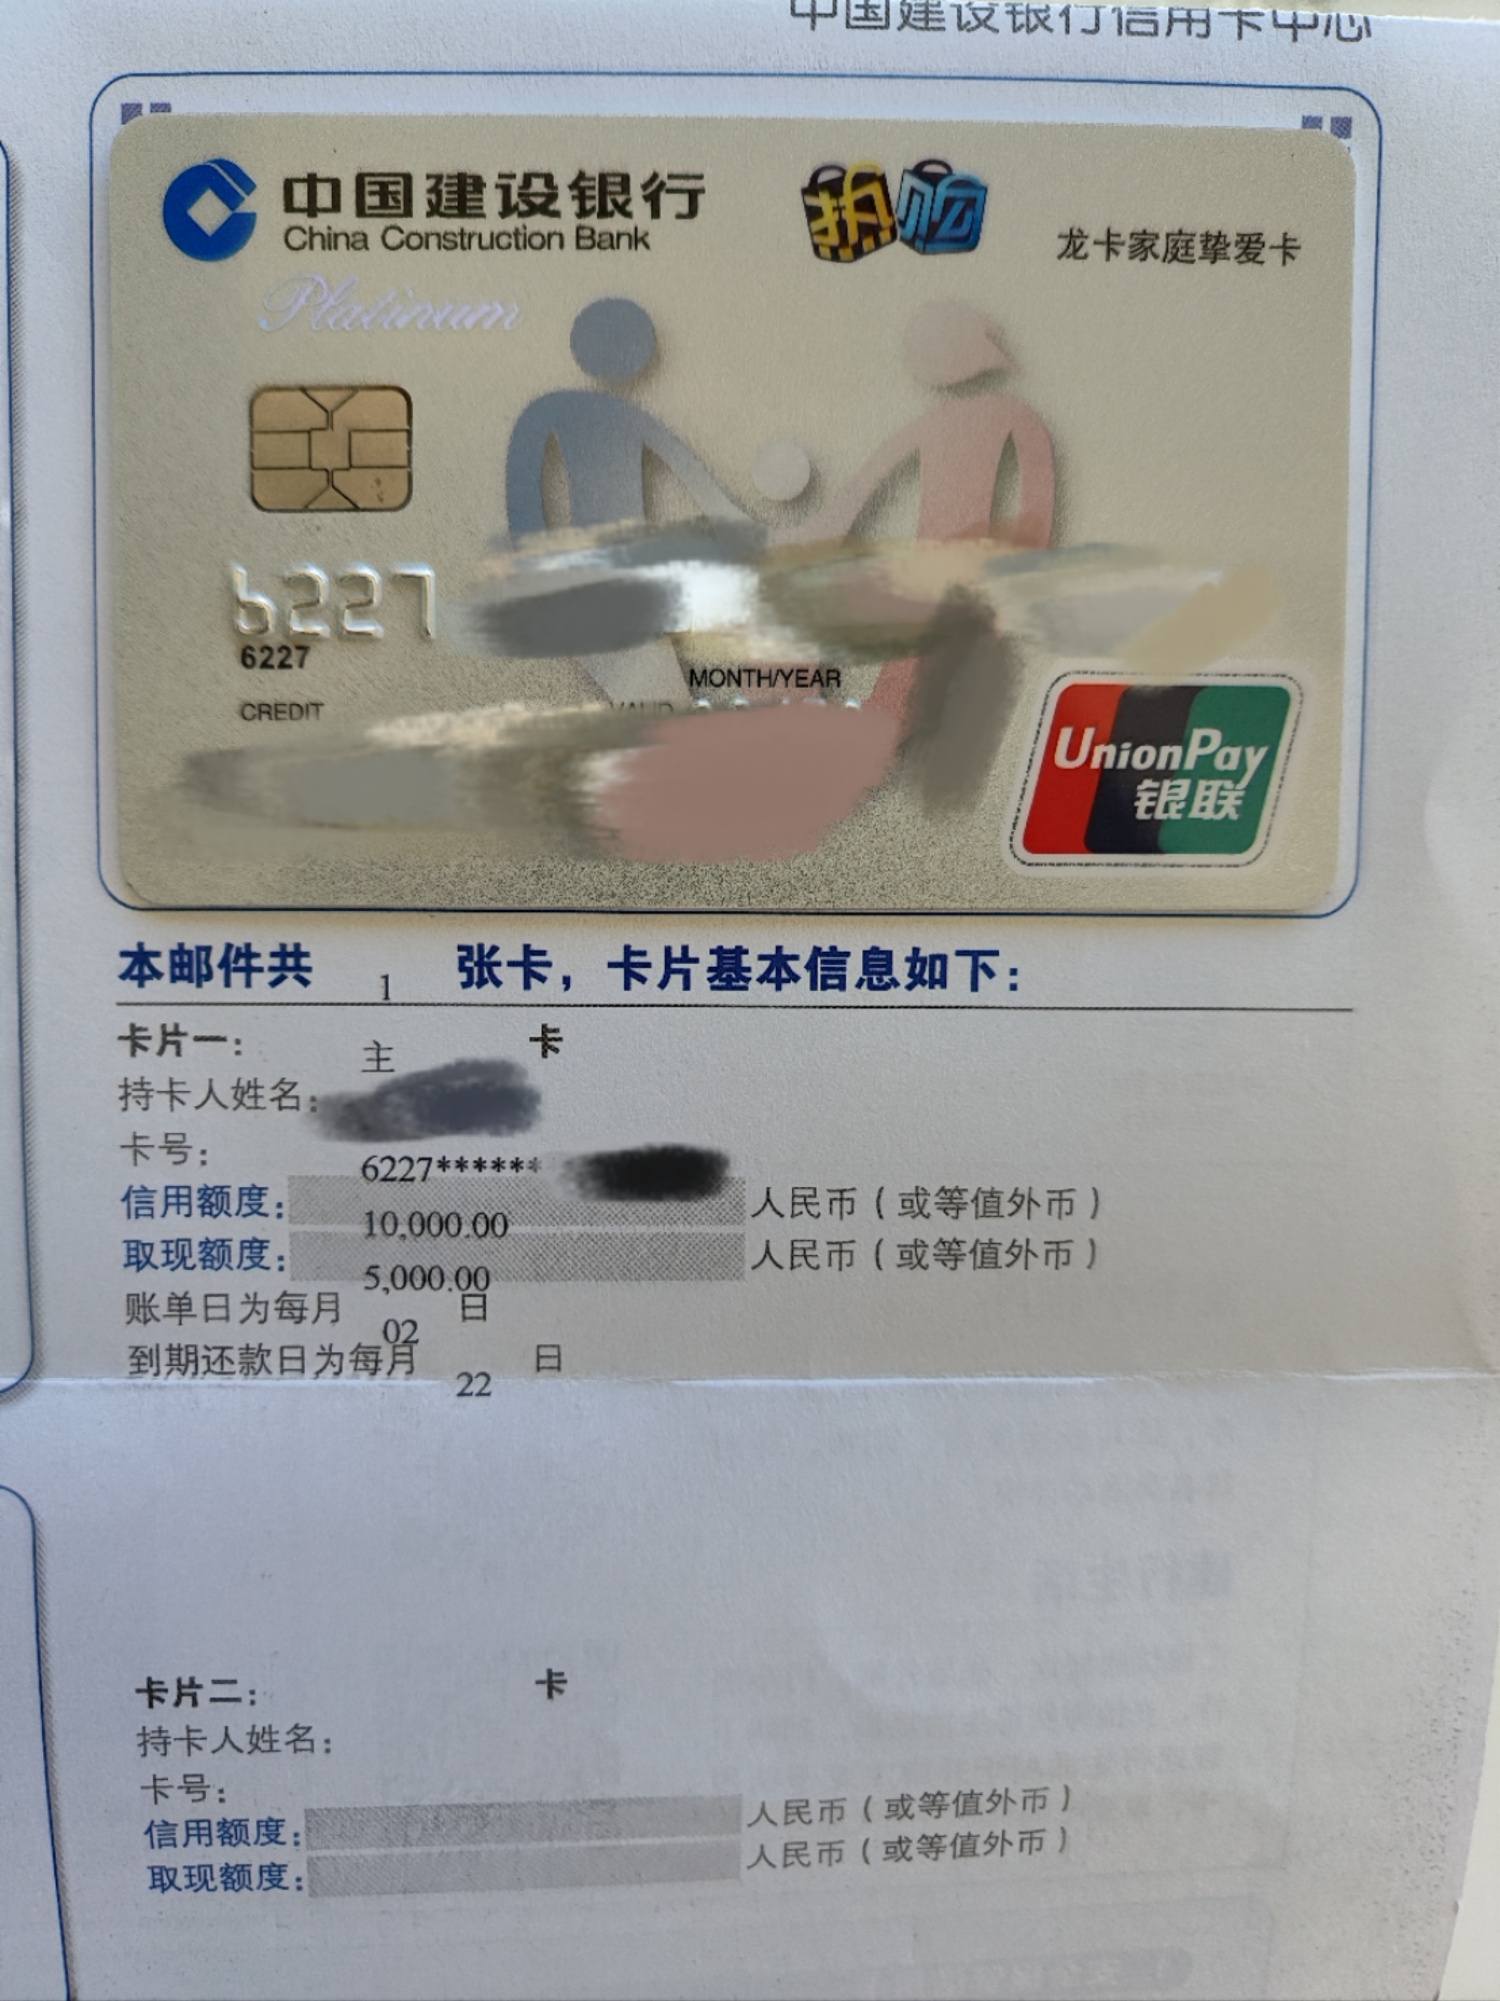 中国建设银行信用卡中心
中国建设银行
China Construction Bank
热购
龙卡家庭挚爱卡
Platinum
6227
6227
MONTH/YEAR
CREDIT
VALID
UnionPay
银联
本邮件共 1 张卡，卡片基本信息如下：
卡片一： 主 卡
持卡人姓名：
卡号： 6227******
信用额度： 10,000.00 人民币（或等值外币）
取现额度： 5,000.00 人民币（或等值外币）
账单日为每月 02 日
到期还款日为每月 22 日
卡片二： 卡
持卡人姓名：
卡号：
信用额度： 人民币（或等值外币）
取现额度： 人民币（或等值外币）